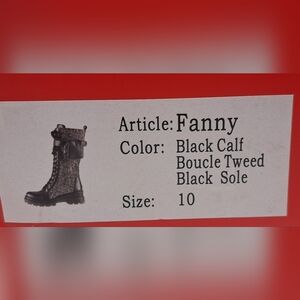 Article: Fanny
Color: Black Calf
Boucle Tweed
Black Sole
Size: 10